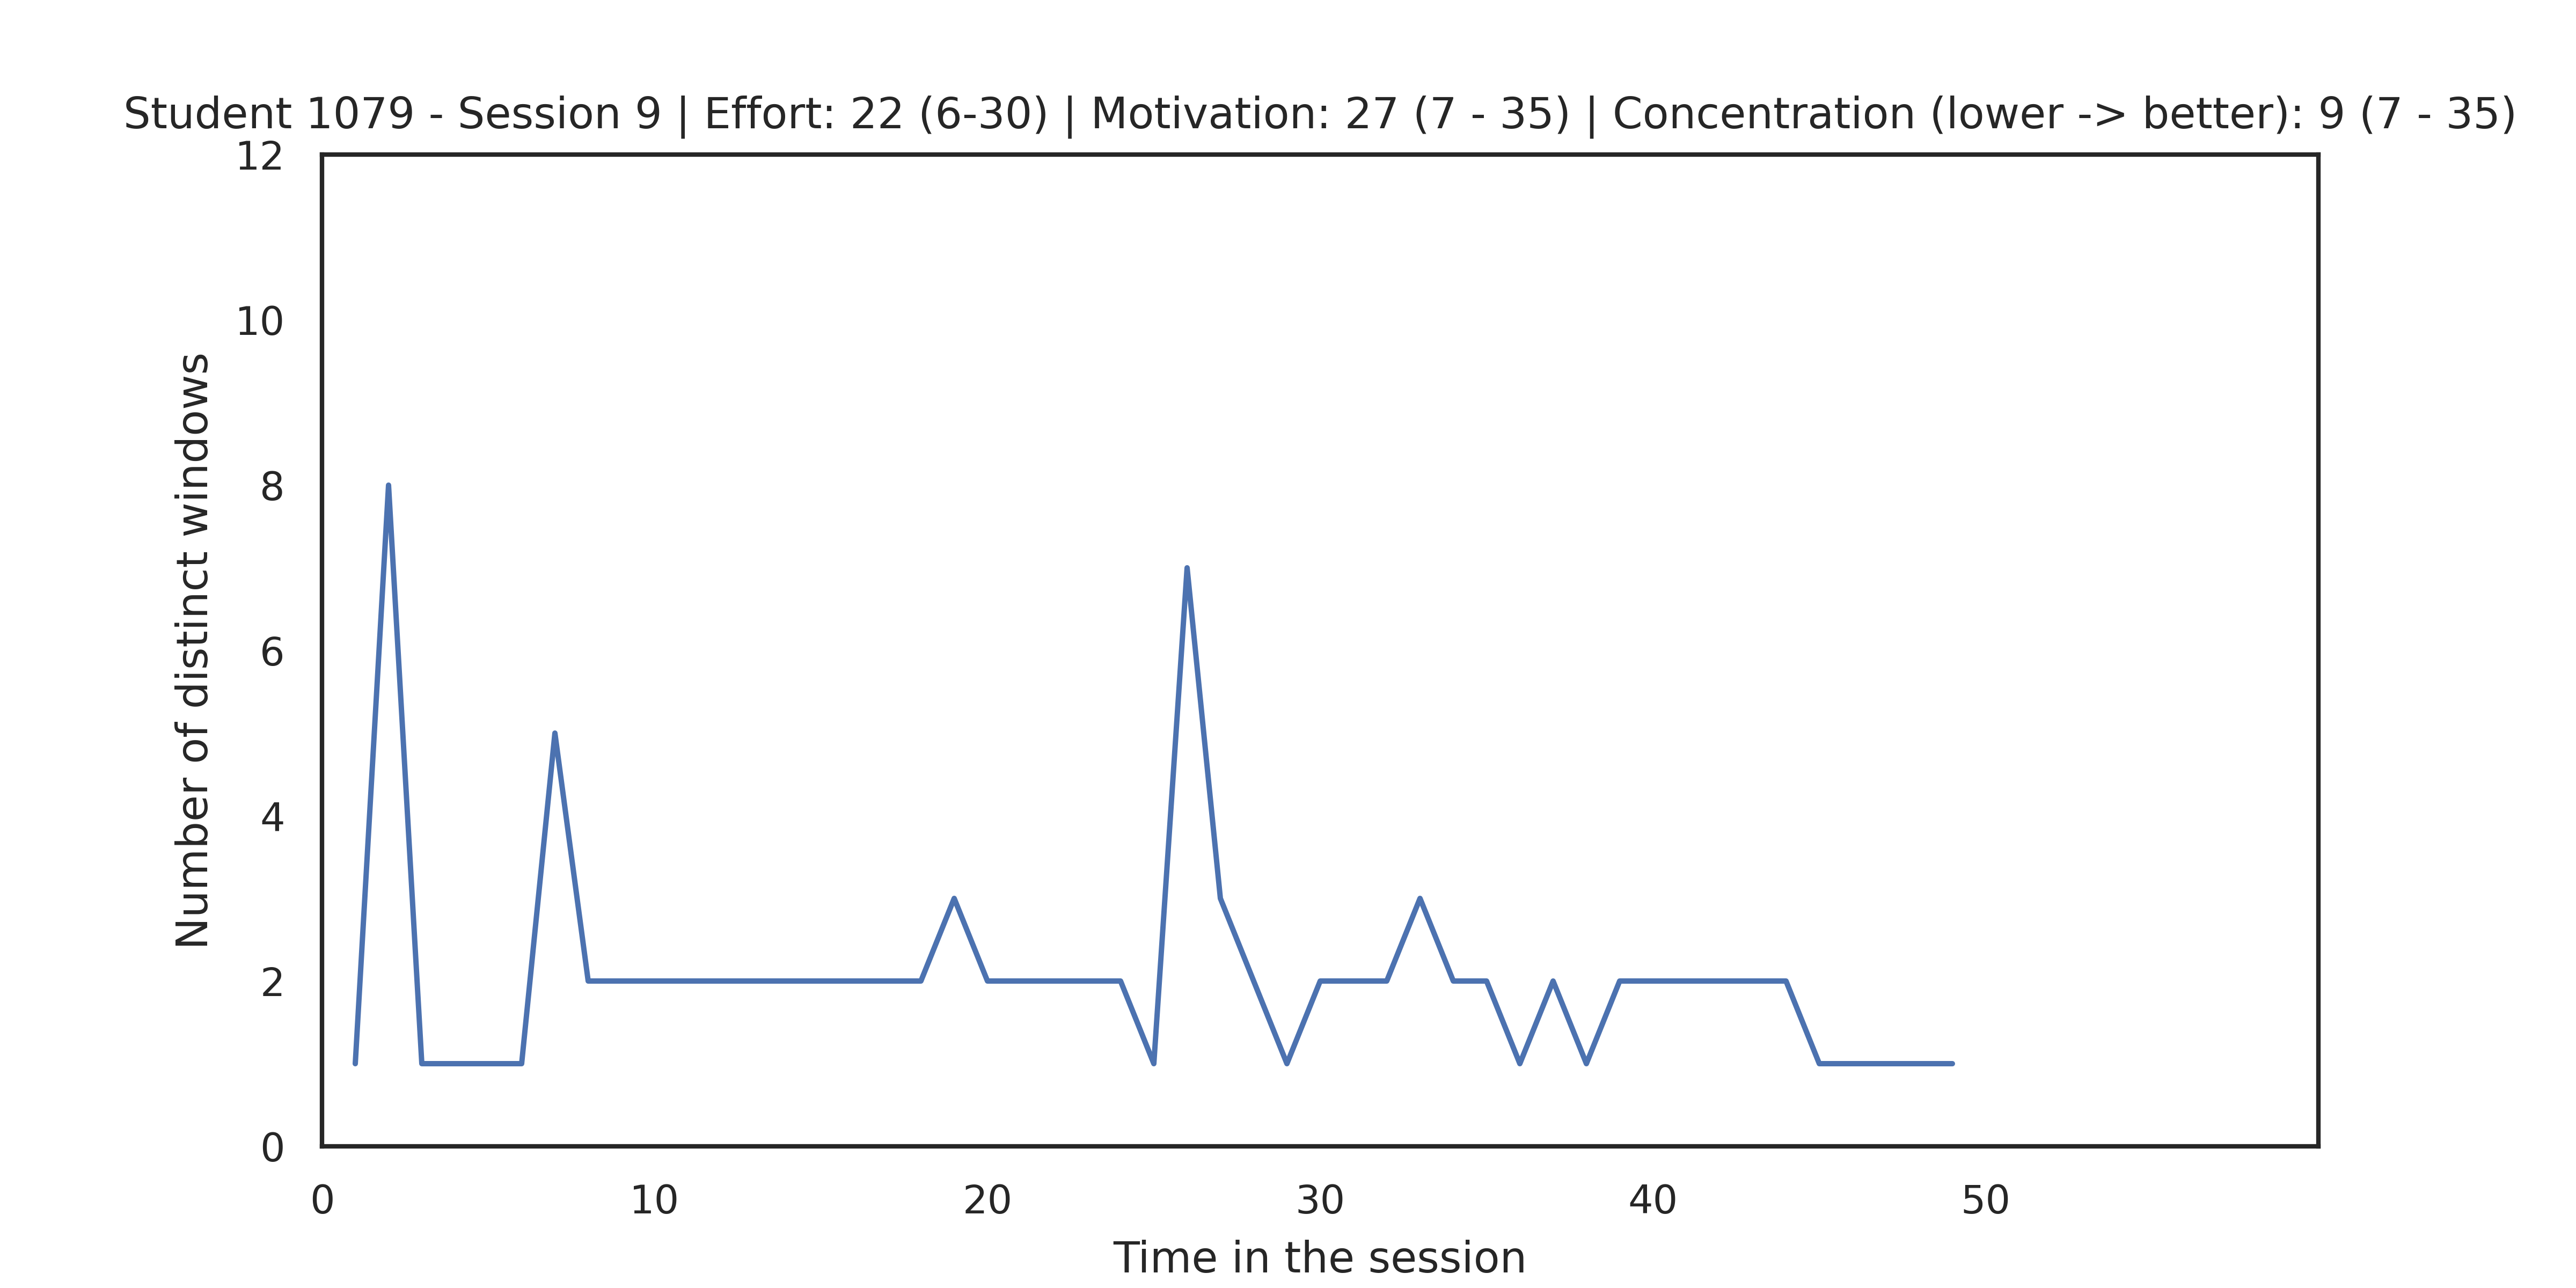 Student 1079 - Session 9 | Effort: 22 (6-30) | Motivation: 27 (7 - 35) | Concentration (lower -> better): 9 (7 - 35)
12
10
8
6
4
2
0
Number of distinct windows
0 10 20 30 40 50
Time in the session